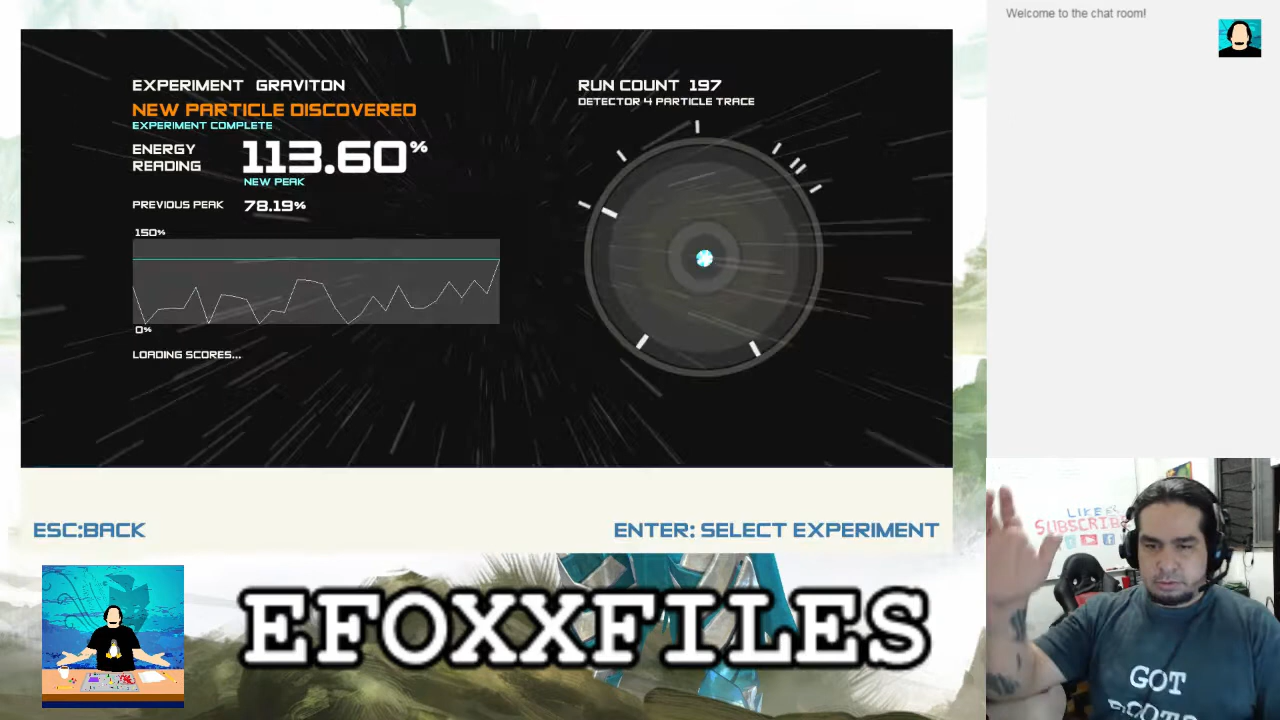 Welcome to the chat room!
EXPERIMENT GRAVITON
NEW PARTICLE DISCOVERED
EXPERIMENT COMPLETE
ENERGY READING 113.60%
NEW PEAK
PREVIOUS PEAK 78.19%
150%
0%
LOADING SCORES...
RUN COUNT 197
DETECTOR 4 PARTICLE TRACE
ESC:BACK
ENTER: SELECT EXPERIMENT
EFOXXFILES
LIKE
SUBSCRIBE
GOT